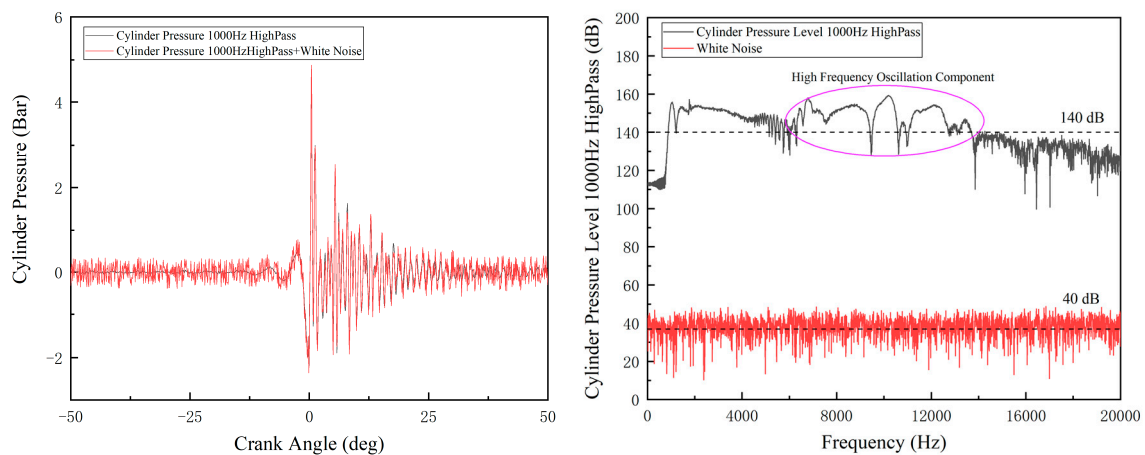 Cylinder Pressure 1000Hz HighPass
Cylinder Pressure 1000HzHighPass+White Noise
Cylinder Pressure (Bar)
6
4
2
0
-2
-50
-25
0
25
50
Crank Angle (deg)
Cylinder Pressure Level 1000Hz HighPass
White Noise
High Frequency Oscillation Component
140 dB
40 dB
Cylinder Pressure Level 1000Hz HighPass (dB)
200
180
160
140
120
100
80
60
40
20
0
0
4000
8000
12000
16000
20000
Frequency (Hz)